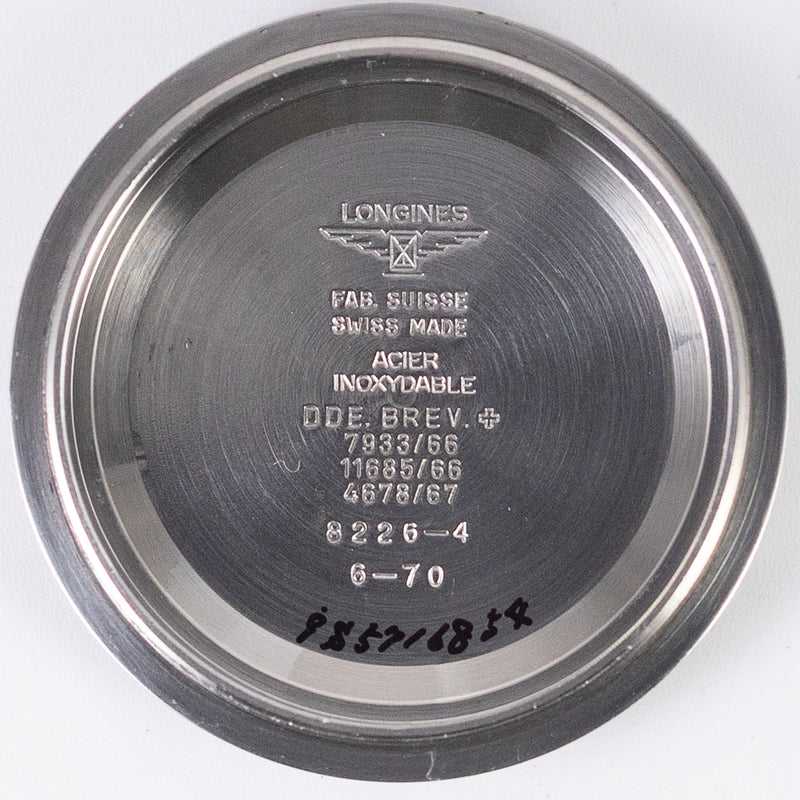 LONGINES
FAB. SUISSE
SWISS MADE
ACIER
INOXYDABLE
DDE. BREV. ✚
7933/66
11685/66
4678/67
8226-4
6-70